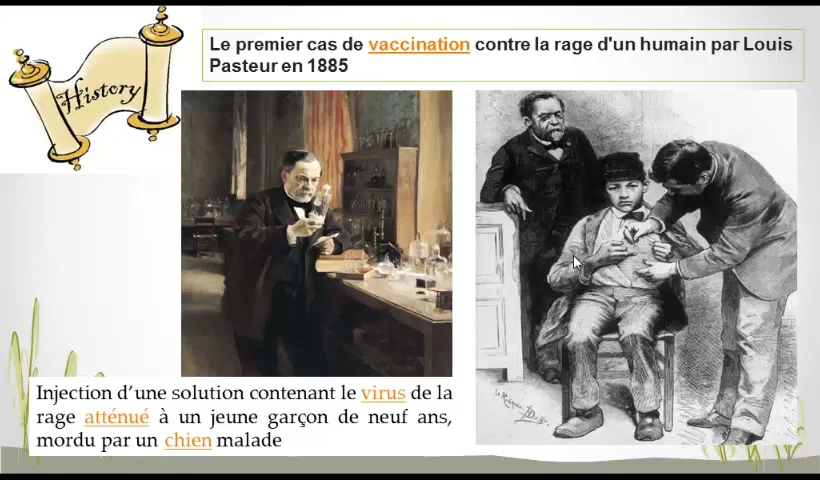 History
Le premier cas de vaccination contre la rage d'un humain par Louis
Pasteur en 1885
Injection d’une solution contenant le virus de la
rage atténué à un jeune garçon de neuf ans,
mordu par un chien malade